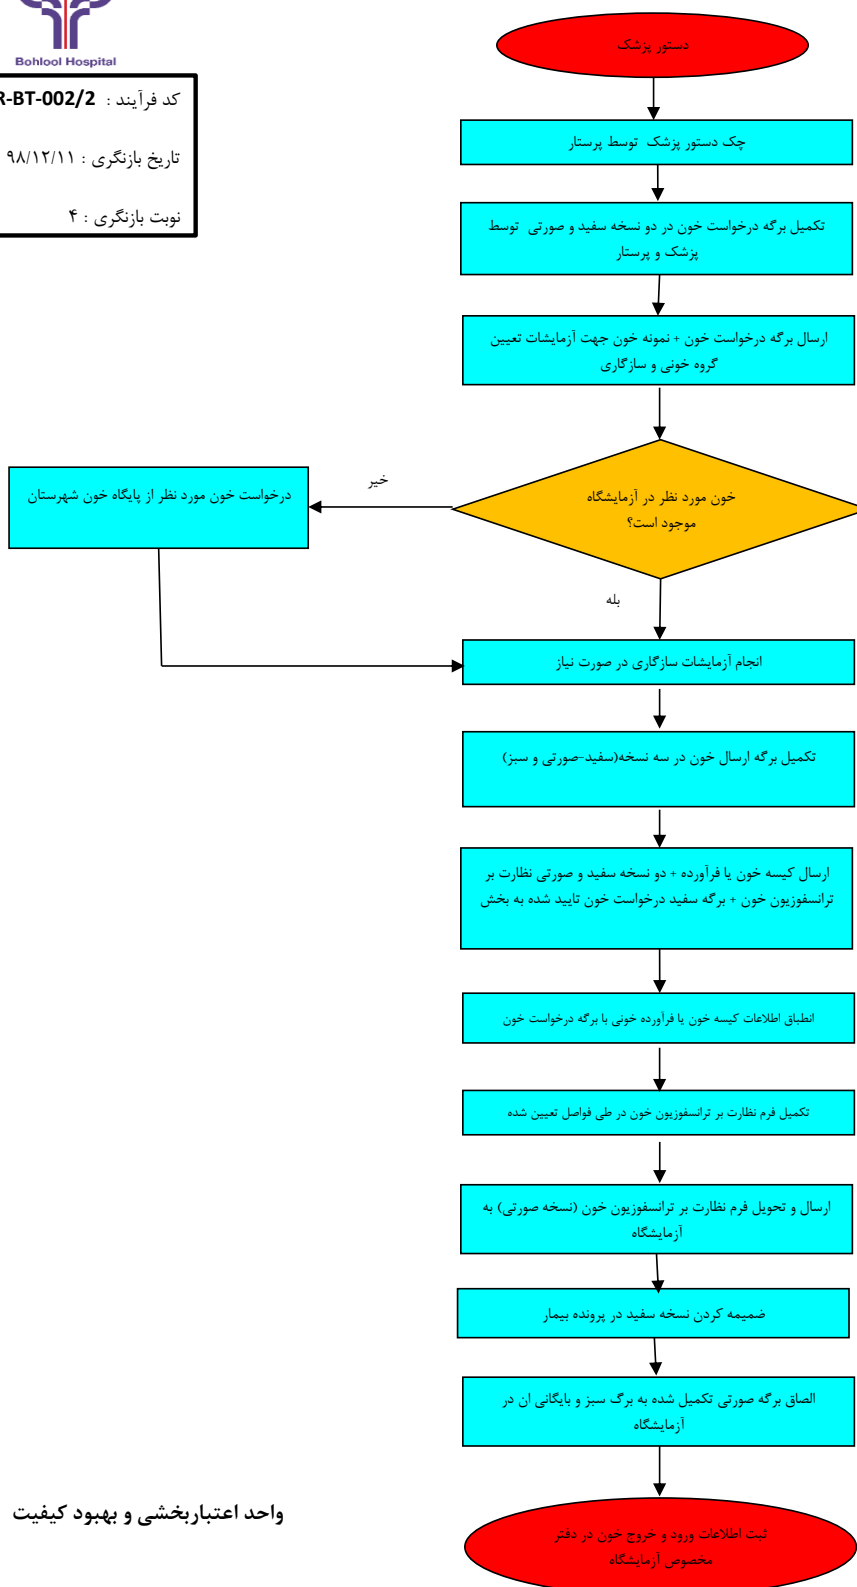 Bohlool Hospital
کد فرآیند : R-BT-002/2
تاریخ بازنگری : ۹۸/۱۲/۱۱
نوبت بازنگری : ۴
دستور پزشک
چک دستور پزشک توسط پرستار
تکمیل برگه درخواست خون در دو نسخه سفید و صورتی توسط
پزشک و پرستار
ارسال برگه درخواست خون + نمونه خون جهت آزمایشات تعیین
گروه خونی و سازگاری
خون مورد نظر در آزمایشگاه
موجود است؟
خیر
درخواست خون مورد نظر از پایگاه خون شهرستان
بله
انجام آزمایشات سازگاری در صورت نیاز
تکمیل برگه ارسال خون در سه نسخه(سفید-صورتی و سبز)
ارسال کیسه خون یا فرآورده + دو نسخه سفید و صورتی نظارت بر
ترانسفوزیون خون + برگه سفید درخواست خون تایید شده به بخش
انطباق اطلاعات کیسه خون یا فرآورده خونی با برگه درخواست خون
تکمیل فرم نظارت بر ترانسفوزیون خون در طی فواصل تعیین شده
ارسال و تحویل فرم نظارت بر ترانسفوزیون خون (نسخه صورتی) به
آزمایشگاه
ضمیمه کردن نسخه سفید در پرونده بیمار
الصاق برگه صورتی تکمیل شده به برگ سبز و بایگانی ان در
آزمایشگاه
ثبت اطلاعات ورود و خروج خون در دفتر
مخصوص آزمایشگاه
واحد اعتباربخشی و بهبود کیفیت